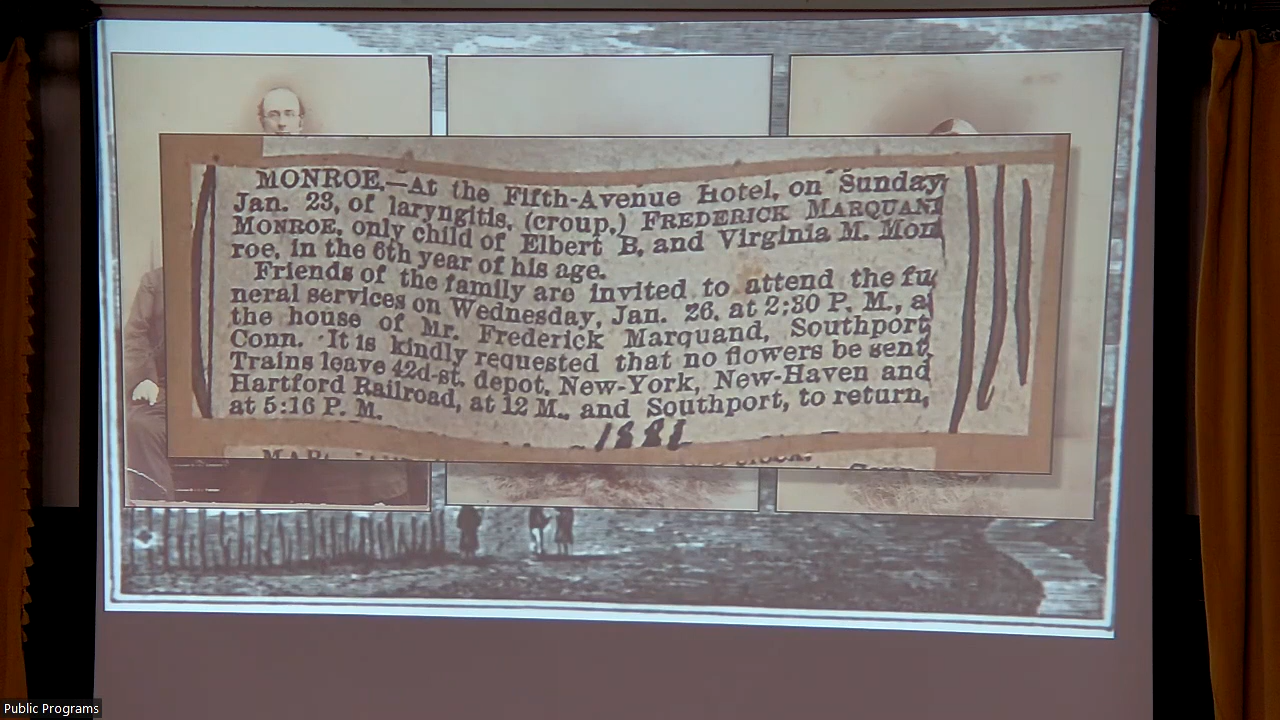 MONROE.—At the Fifth-Avenue Hotel, on Sunday
Jan. 23, of laryngitis, (croup,) FREDERICK MARQUAND
MONROE, only child of Elbert B. and Virginia M. Mon
roe, in the 6th year of his age.
Friends of the family are invited to attend the fu
neral services on Wednesday, Jan. 26, at 2:30 P. M., a
the house of Mr. Frederick Marquand, Southport
Conn. It is kindly requested that no flowers be sent,
Trains leave 42d-st. depot, New-York, New-Haven and
Hartford Railroad, at 12 M., and Southport, to return,
at 5:16 P. M.
1881
Public Programs